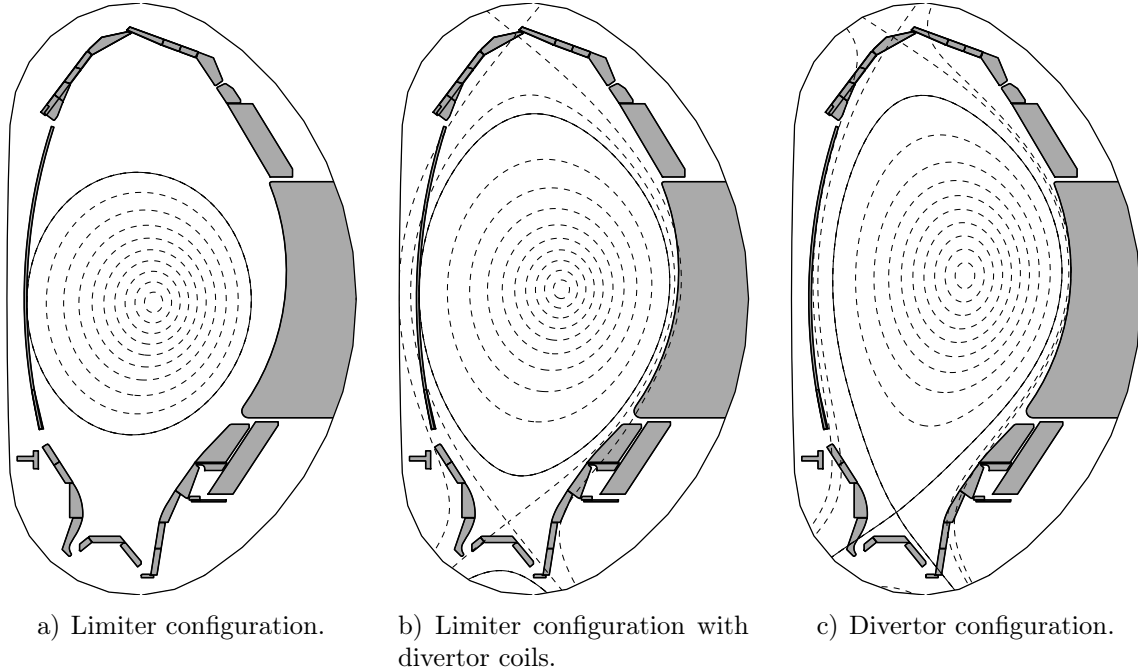 a) Limiter configuration.
b) Limiter configuration with
divertor coils.
c) Divertor configuration.